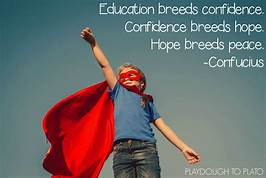 Education breeds confidence.
Confidence breeds hope.
Hope breeds peace.
-Confucius
PLAYDOUGH TO PLATO